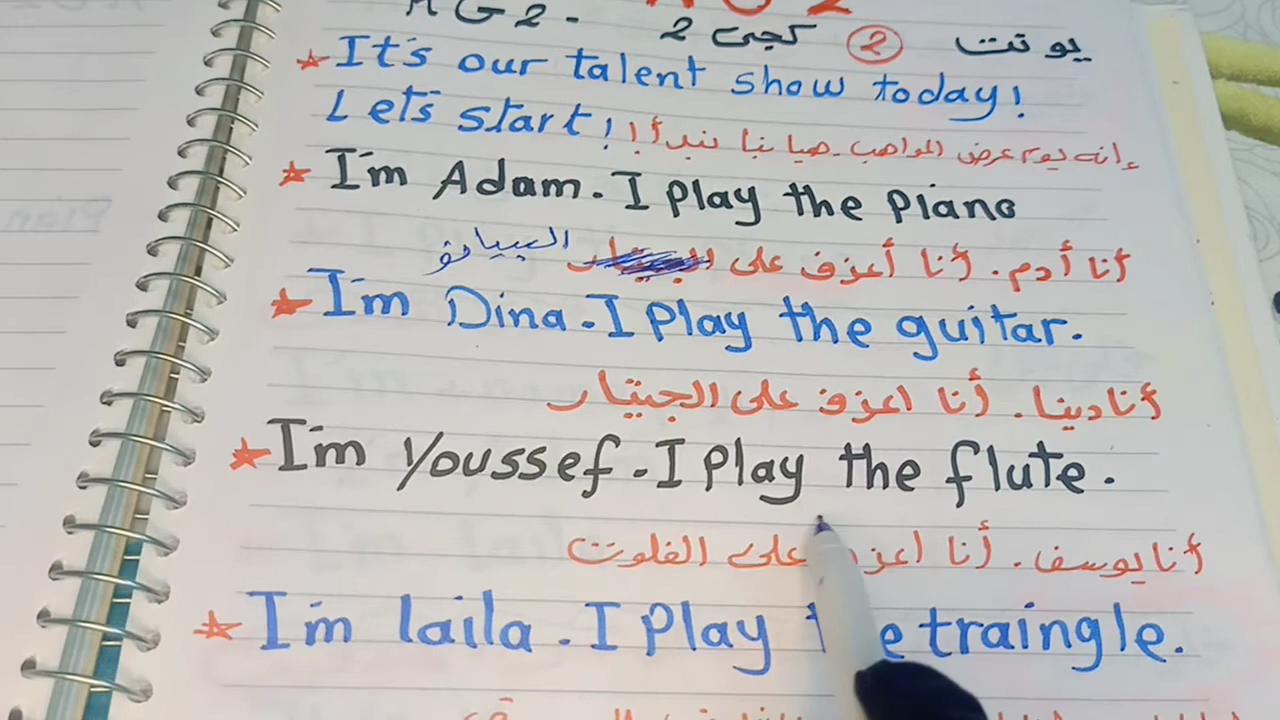 KG2. كجى 2 ② يونت
It's our talent show today!
Let's start! إنه يوم عرض المواهب. هيا بنا نبدأ!!
I'm Adam. I play the piano
أنا أدم. أنا أعزف على البيانو
I'm Dina. I play the guitar.
أنا دينا. أنا اعزف على الجيتار
I'm Youssef. I play the flute.
أنا يوسف. أنا اعزف على الفلوت
I'm laila. I play the traingle.